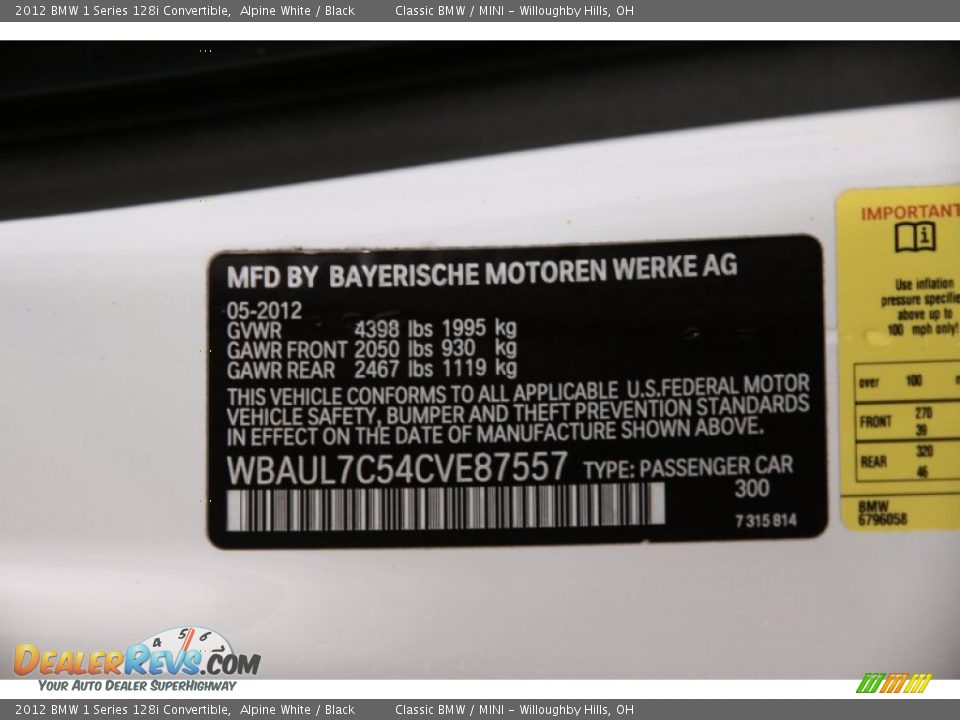 2012 BMW 1 Series 128i Convertible, Alpine White / Black Classic BMW / MINI - Willoughby Hills, OH
MFD BY BAYERISCHE MOTOREN WERKE AG
05-2012
GVWR 4398 lbs 1995 kg
GAWR FRONT 2050 lbs 930 kg
GAWR REAR 2467 lbs 1119 kg
THIS VEHICLE CONFORMS TO ALL APPLICABLE U.S.FEDERAL MOTOR
VEHICLE SAFETY, BUMPER AND THEFT PREVENTION STANDARDS
IN EFFECT ON THE DATE OF MANUFACTURE SHOWN ABOVE.
WBAUL7C54CVE87557 TYPE: PASSENGER CAR
300
7 315 814
IMPORTANT
Use inflation
pressure specifie
above up to
100 mph only!
over 100
FRONT 270
39
REAR 320
46
BMW
6796058
4 5 6
DEALERREVS.COM
YOUR AUTO DEALER SUPERHIGHWAY
2012 BMW 1 Series 128i Convertible, Alpine White / Black Classic BMW / MINI - Willoughby Hills, OH